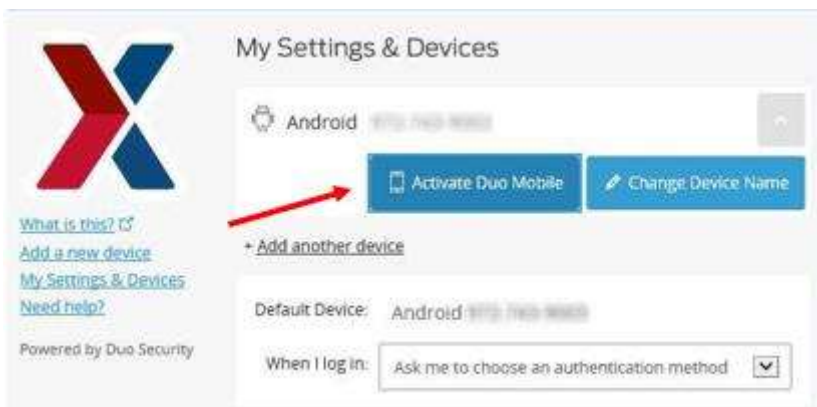 My Settings & Devices
Android
Activate Duo Mobile
Change Device Name
What is this?
Add a new device
My Settings & Devices
Need help?
Powered by Duo Security
+ Add another device
Default Device: Android
When I log in: Ask me to choose an authentication method